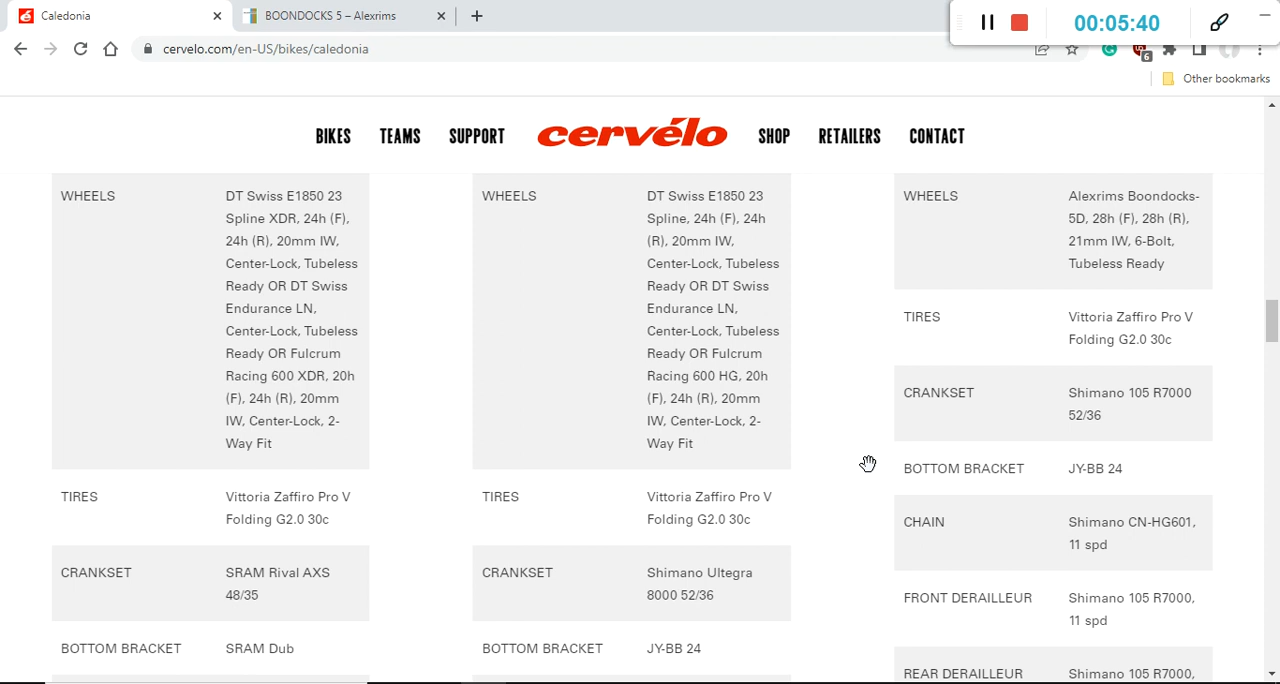 Caledonia
BOONDOCKS 5 – Alexrims
00:05:40
cervelo.com/en-US/bikes/caledonia
6
Other bookmarks
BIKES
TEAMS
SUPPORT
cervélo
SHOP
RETAILERS
CONTACT
WHEELS
DT Swiss E1850 23
Spline XDR, 24h (F),
24h (R), 20mm IW,
Center-Lock, Tubeless
Ready OR DT Swiss
Endurance LN,
Center-Lock, Tubeless
Ready OR Fulcrum
Racing 600 XDR, 20h
(F), 24h (R), 20mm
IW, Center-Lock, 2-
Way Fit
TIRES
Vittoria Zaffiro Pro V
Folding G2.0 30c
CRANKSET
SRAM Rival AXS
48/35
BOTTOM BRACKET
SRAM Dub
WHEELS
DT Swiss E1850 23
Spline, 24h (F), 24h
(R), 20mm IW,
Center-Lock, Tubeless
Ready OR DT Swiss
Endurance LN,
Center-Lock, Tubeless
Ready OR Fulcrum
Racing 600 HG, 20h
(F), 24h (R), 20mm
IW, Center-Lock, 2-
Way Fit
TIRES
Vittoria Zaffiro Pro V
Folding G2.0 30c
CRANKSET
Shimano Ultegra
8000 52/36
BOTTOM BRACKET
JY-BB 24
WHEELS
Alexrims Boondocks-
5D, 28h (F), 28h (R),
21mm IW, 6-Bolt,
Tubeless Ready
TIRES
Vittoria Zaffiro Pro V
Folding G2.0 30c
CRANKSET
Shimano 105 R7000
52/36
BOTTOM BRACKET
JY-BB 24
CHAIN
Shimano CN-HG601,
11 spd
FRONT DERAILLEUR
Shimano 105 R7000,
11 spd
REAR DERAILLEUR
Shimano 105 R7000,